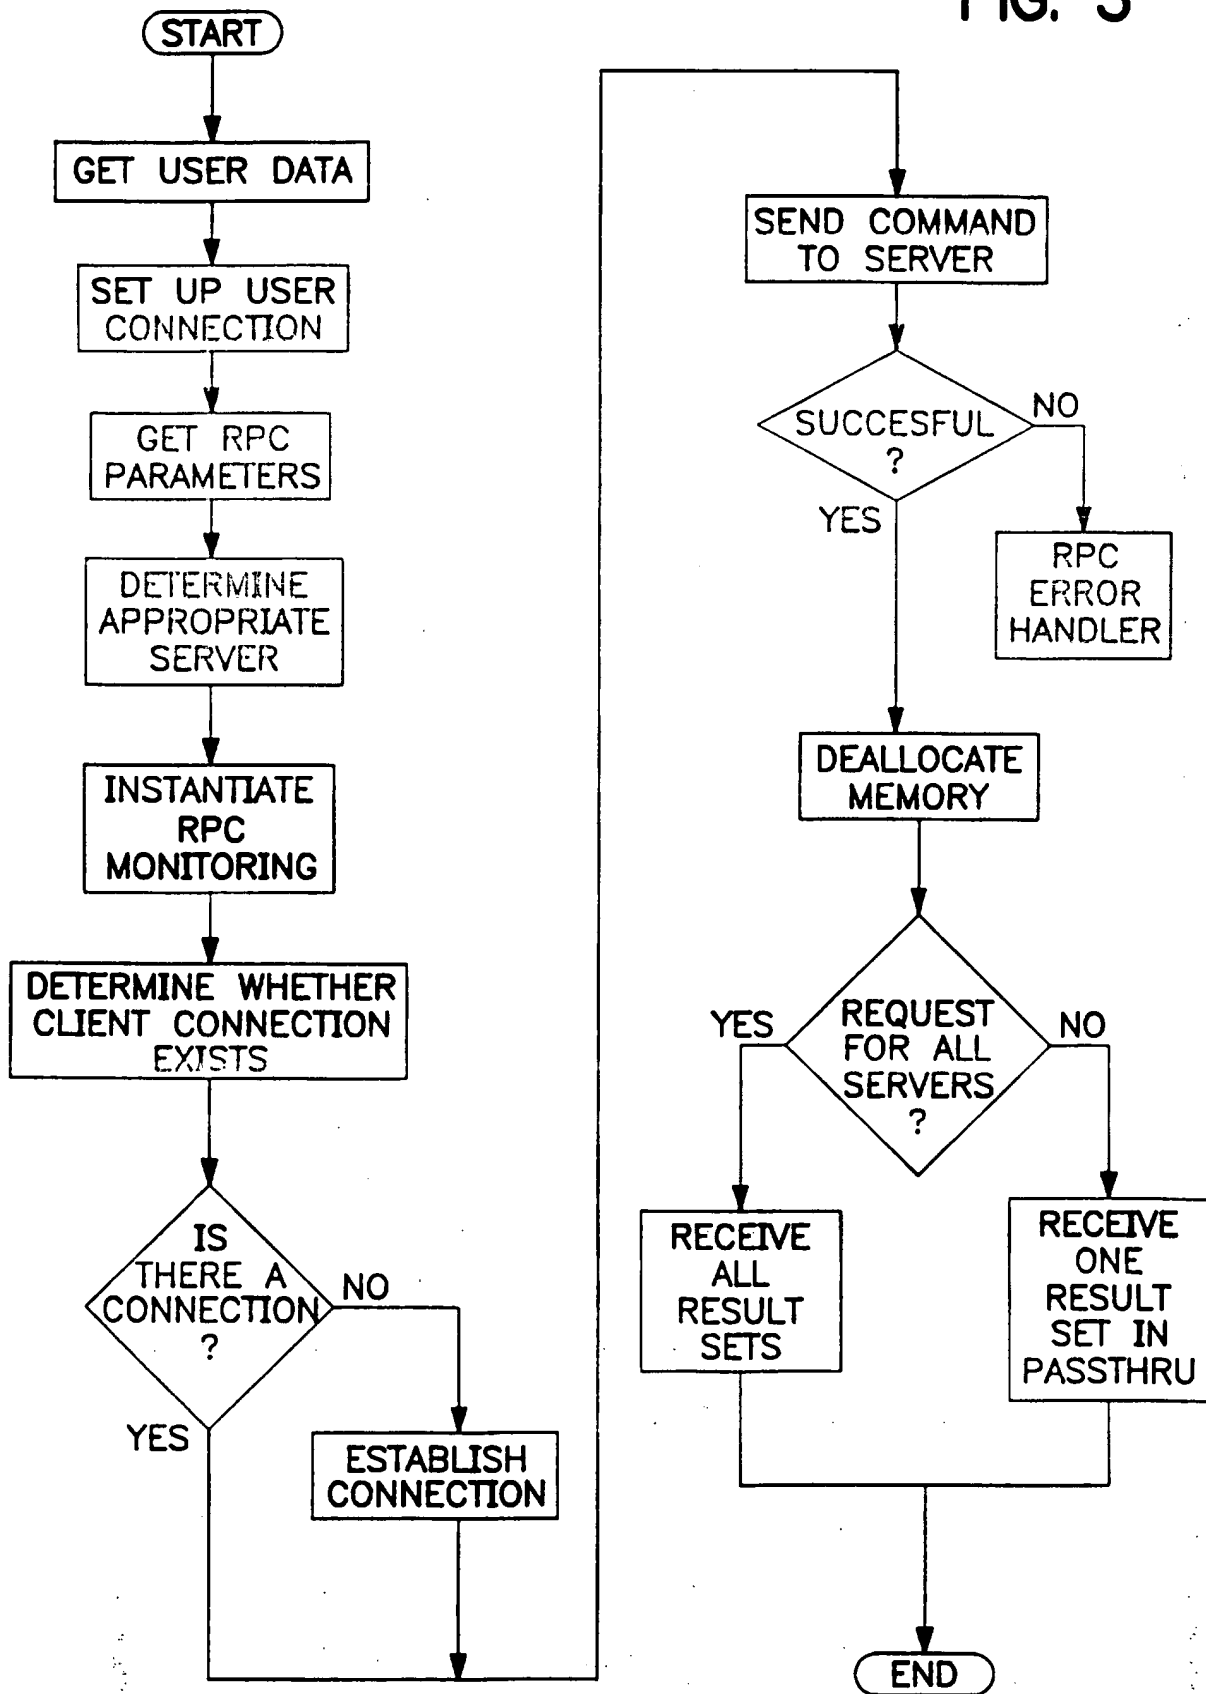 FIG. 3
START
GET USER DATA
SET UP USER
CONNECTION
GET RPC
PARAMETERS
DETERMINE
APPROPRIATE
SERVER
INSTANTIATE
RPC
MONITORING
DETERMINE WHETHER
CLIENT CONNECTION
EXISTS
IS
THERE A
CONNECTION
?
NO
YES
ESTABLISH
CONNECTION
SEND COMMAND
TO SERVER
SUCCESFUL
?
NO
YES
RPC
ERROR
HANDLER
DEALLOCATE
MEMORY
REQUEST
FOR ALL
SERVERS
?
YES
NO
RECEIVE
ALL
RESULT
SETS
RECEIVE
ONE
RESULT
SET IN
PASSTHRU
END